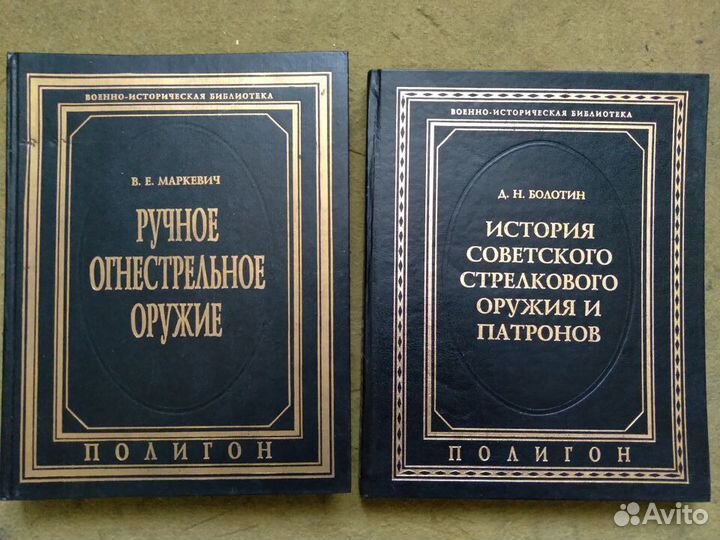 ВОЕННО-ИСТОРИЧЕСКАЯ БИБЛИОТЕКА
В. Е. МАРКЕВИЧ
РУЧНОЕ
ОГНЕСТРЕЛЬНОЕ
ОРУЖИЕ
ПОЛИГОН
ВОЕННО-ИСТОРИЧЕСКАЯ БИБЛИОТЕКА
Д. Н. БОЛОТИН
ИСТОРИЯ
СОВЕТСКОГО
СТРЕЛКОВОГО
ОРУЖИЯ И
ПАТРОНОВ
ПОЛИГОН
Avito